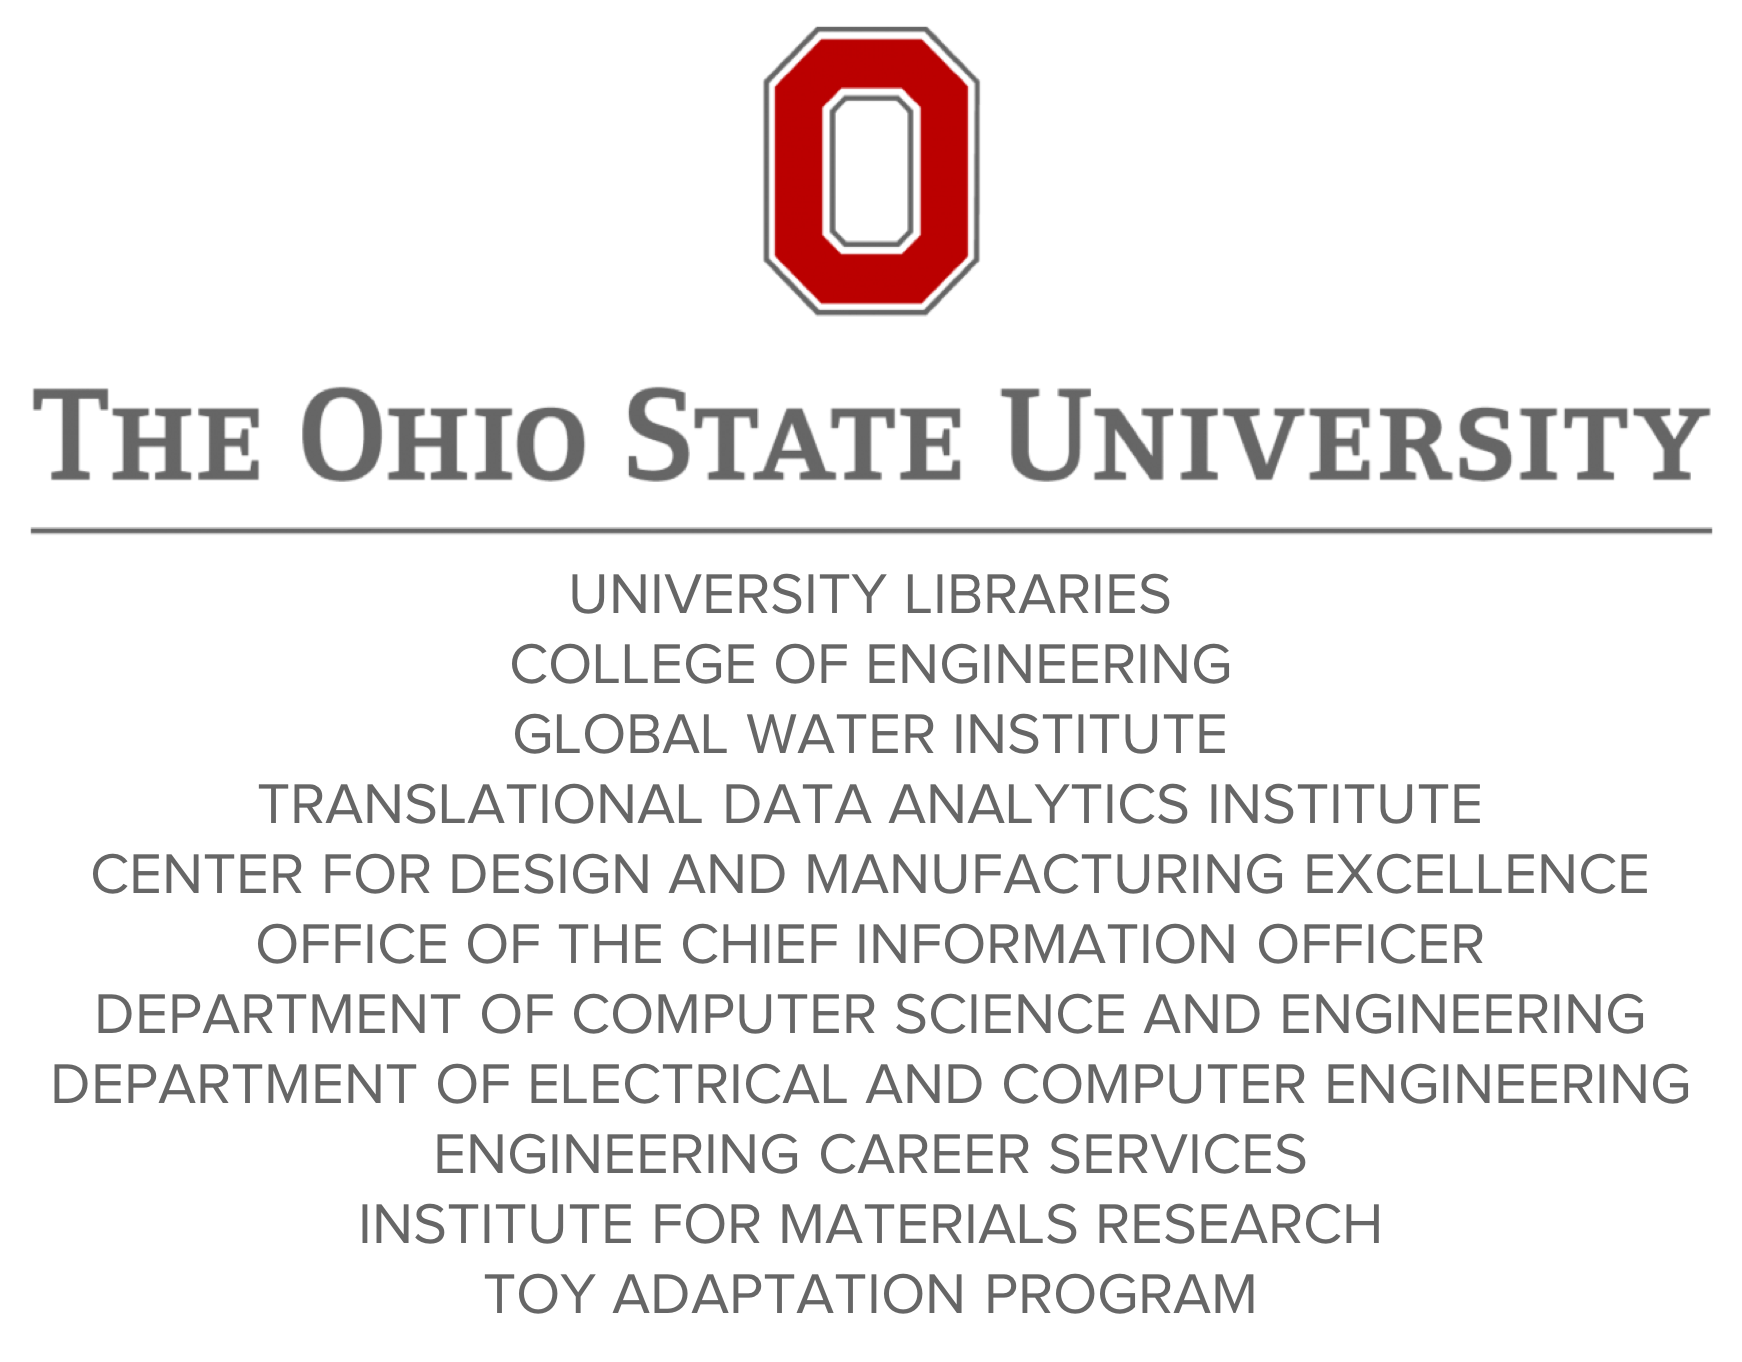 O
THE OHIO STATE UNIVERSITY
UNIVERSITY LIBRARIES
COLLEGE OF ENGINEERING
GLOBAL WATER INSTITUTE
TRANSLATIONAL DATA ANALYTICS INSTITUTE
CENTER FOR DESIGN AND MANUFACTURING EXCELLENCE
OFFICE OF THE CHIEF INFORMATION OFFICER
DEPARTMENT OF COMPUTER SCIENCE AND ENGINEERING
DEPARTMENT OF ELECTRICAL AND COMPUTER ENGINEERING
ENGINEERING CAREER SERVICES
INSTITUTE FOR MATERIALS RESEARCH
TOY ADAPTATION PROGRAM